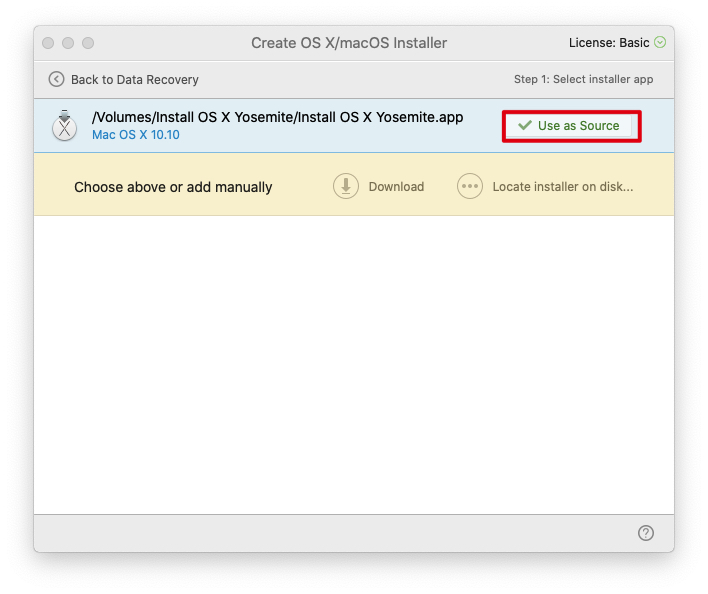 Create OS X/macOS Installer
License: Basic
Back to Data Recovery
Step 1: Select installer app
/Volumes/Install OS X Yosemite/Install OS X Yosemite.app
Mac OS X 10.10
Use as Source
Choose above or add manually
Download
Locate installer on disk...